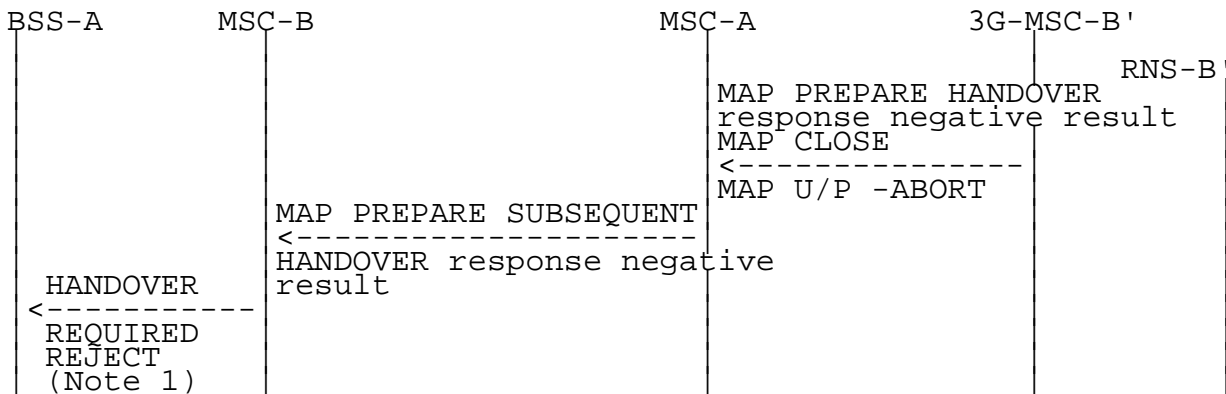 BSS-A MSC-B MSC-A 3G-MSC-B'
RNS-B'
MAP PREPARE HANDOVER
response negative result
MAP CLOSE
MAP U/P -ABORT
MAP PREPARE SUBSEQUENT
HANDOVER response negative
result
HANDOVER
REQUIRED
REJECT
(Note 1)